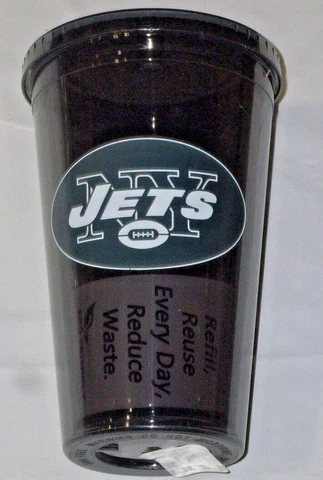 NY
JETS
Refill,
Reuse
Every Day,
Reduce
Waste.